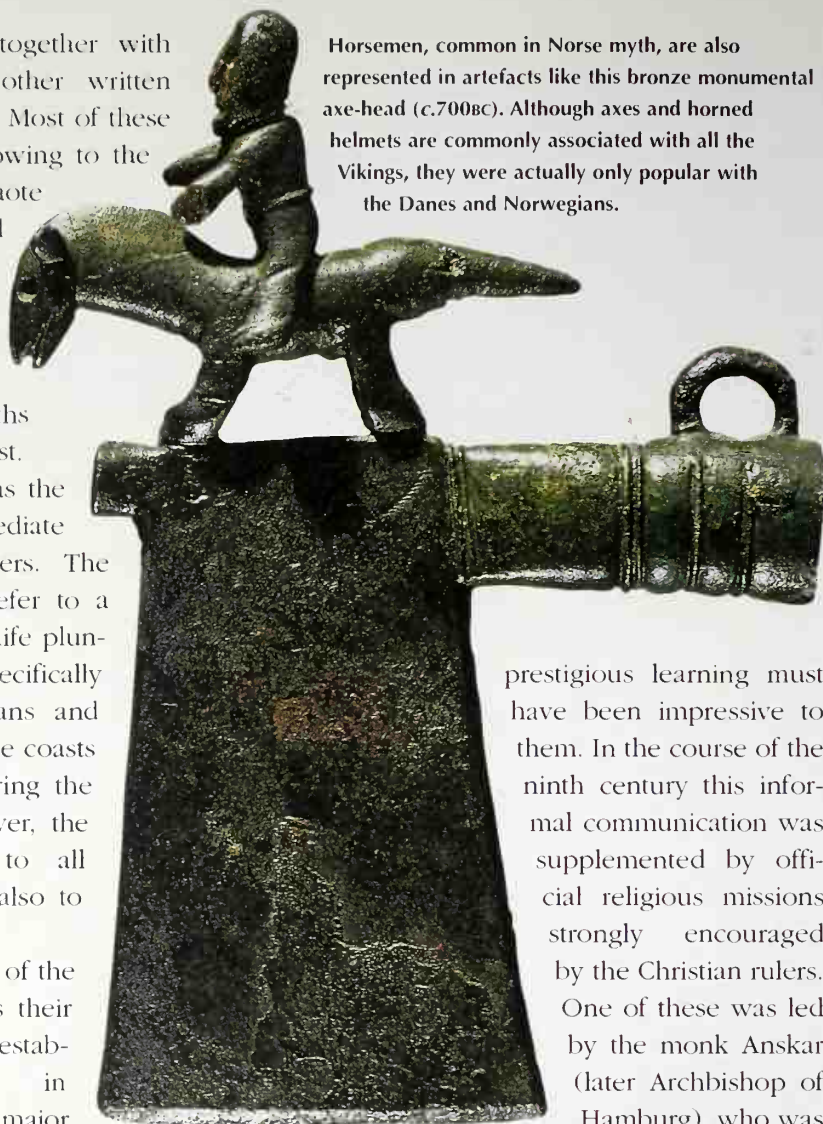 together with
other written
Most of these
owing to the
Horsemen, common in Norse myth, are also
represented in artefacts like this bronze monumental
axe-head (c.700BC). Although axes and horned
helmets are commonly associated with all the
Vikings, they were actually only popular with
the Danes and Norwegians.
st.
as the
ediate
ers. The
efer to a
life plun-
ecifically
ans and
e coasts
ring the
ver, the
to all
also to
of the
s their
estab-
in
major
prestigious learning must
have been impressive to
them. In the course of the
ninth century this infor-
mal communication was
supplemented by offi-
cial religious missions
strongly encouraged
by the Christian rulers.
One of these was led
by the monk Anskar
(later Archbishop of
Hamburg), who was